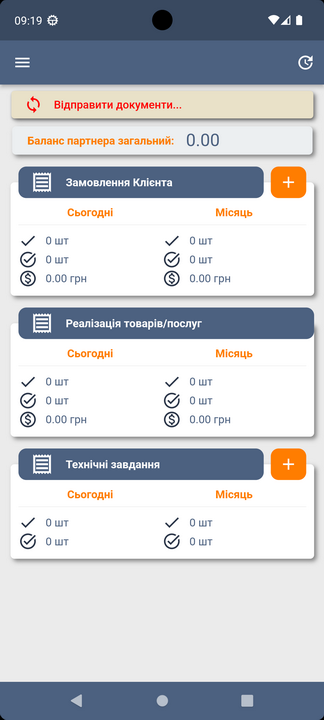 09:19
Відправити документи...
Баланс партнера загальний: 0.00
Замовлення Клієнта
Сьогодні Місяць
0 шт 0 шт
0 шт 0 шт
0.00 грн 0.00 грн
Реалізація товарів/послуг
Сьогодні Місяць
0 шт 0 шт
0 шт 0 шт
0.00 грн 0.00 грн
Технічні завдання
Сьогодні Місяць
0 шт 0 шт
0 шт 0 шт